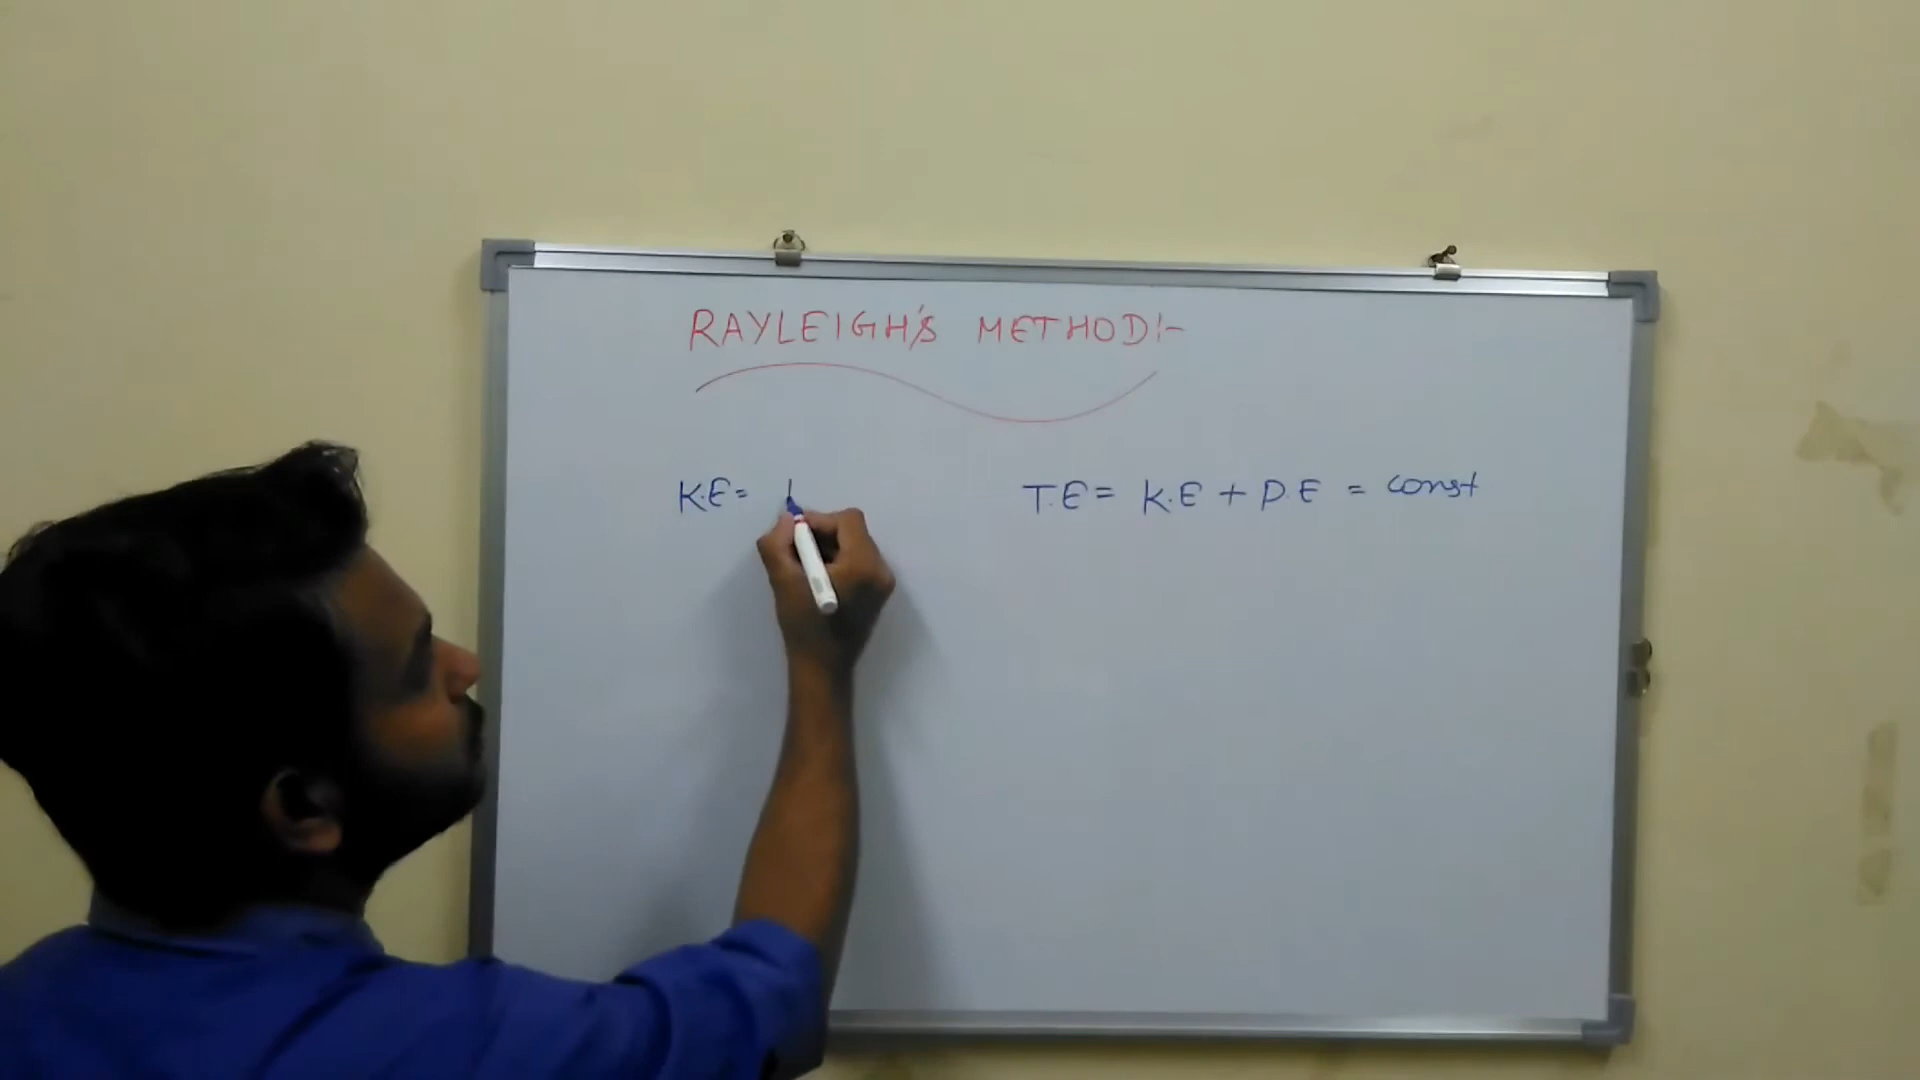 RAYLEIGH'S METHOD:-
K.E= 1
T.E= K.E + P.E = const